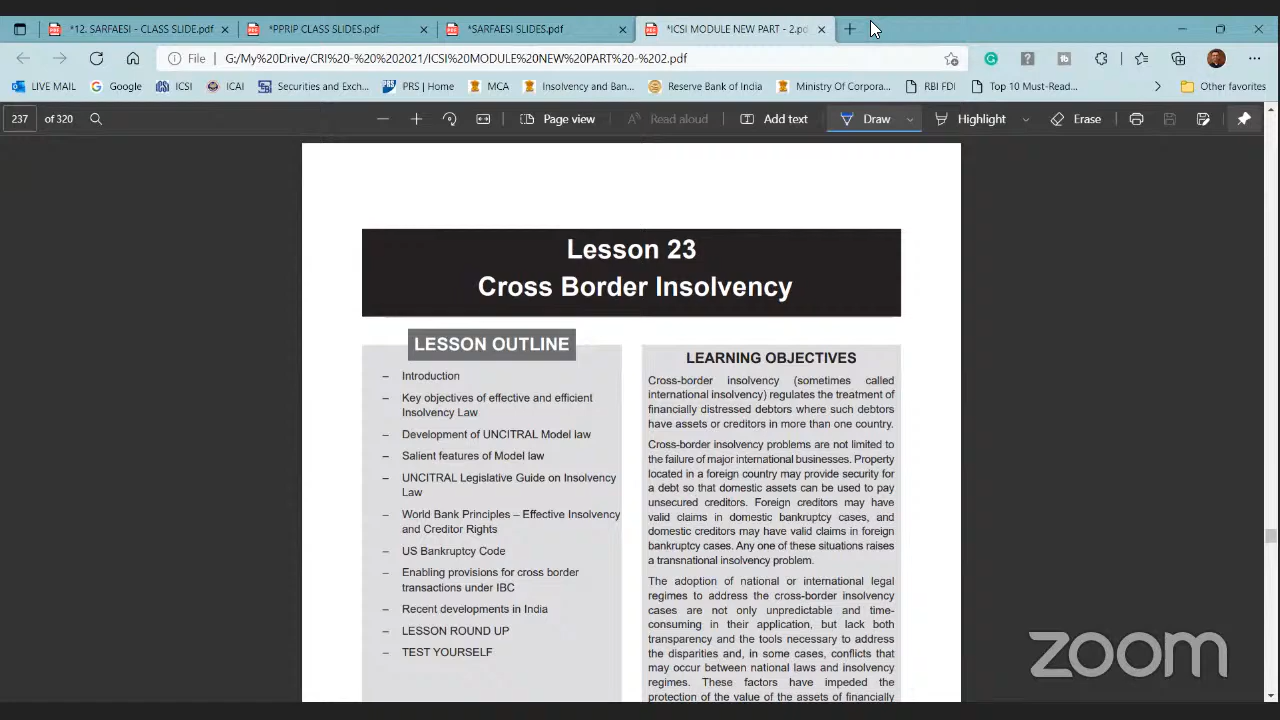 *12. SARFAESI - CLASS SLIDE.pdf
*PPRIP CLASS SLIDES.pdf
*SARFAESI SLIDES.pdf
*ICSI MODULE NEW PART - 2.pd
File
G:/My%20Drive/CRI%20-%20%202021/ICSI%20MODULE%20NEW%20PART%20-%202.pdf
LIVE MAIL
Google
ICSI
ICAI
Securities and Exch...
PRS | Home
MCA
Insolvency and Ban...
Reserve Bank of India
Ministry Of Corpora...
RBI FDI
Top 10 Must-Read...
Other favorites
237 of 320
Page view
Read aloud
Add text
Draw
Highlight
Erase
Lesson 23
Cross Border Insolvency
LESSON OUTLINE
– Introduction
– Key objectives of effective and efficient
Insolvency Law
– Development of UNCITRAL Model law
– Salient features of Model law
– UNCITRAL Legislative Guide on Insolvency
Law
– World Bank Principles – Effective Insolvency
and Creditor Rights
– US Bankruptcy Code
– Enabling provisions for cross border
transactions under IBC
– Recent developments in India
– LESSON ROUND UP
– TEST YOURSELF
LEARNING OBJECTIVES
Cross-border insolvency (sometimes called
international insolvency) regulates the treatment of
financially distressed debtors where such debtors
have assets or creditors in more than one country.
Cross-border insolvency problems are not limited to
the failure of major international businesses. Property
located in a foreign country may provide security for
a debt so that domestic assets can be used to pay
unsecured creditors. Foreign creditors may have
valid claims in domestic bankruptcy cases, and
domestic creditors may have valid claims in foreign
bankruptcy cases. Any one of these situations raises
a transnational insolvency problem.
The adoption of national or international legal
regimes to address the cross-border insolvency
cases are not only unpredictable and time-
consuming in their application, but lack both
transparency and the tools necessary to address
the disparities and, in some cases, conflicts that
may occur between national laws and insolvency
regimes. These factors have impeded the
protection of the value of the assets of financially
zoom